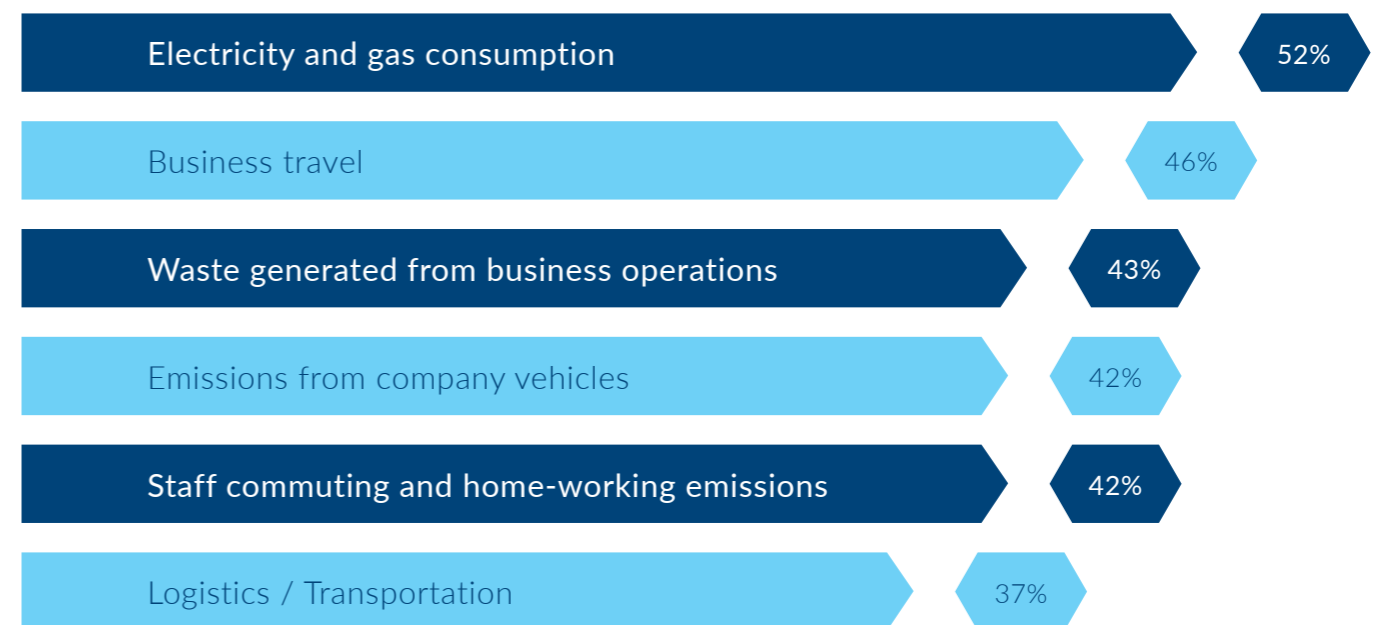 Electricity and gas consumption 52%
Business travel 46%
Waste generated from business operations 43%
Emissions from company vehicles 42%
Staff commuting and home-working emissions 42%
Logistics / Transportation 37%